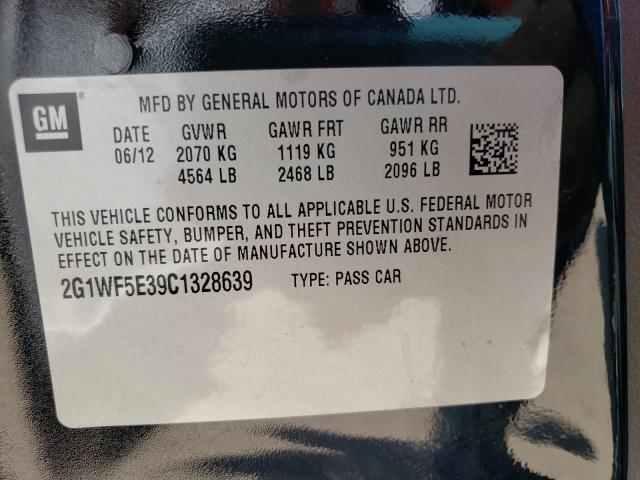 GM
MFD BY GENERAL MOTORS OF CANADA LTD.
DATE GVWR GAWR FRT GAWR RR
06/12 2070 KG 1119 KG 951 KG
4564 LB 2468 LB 2096 LB
THIS VEHICLE CONFORMS TO ALL APPLICABLE U.S. FEDERAL MOTOR
VEHICLE SAFETY, BUMPER, AND THEFT PREVENTION STANDARDS IN
EFFECT ON THE DATE OF MANUFACTURE SHOWN ABOVE.
2G1WF5E39C1328639 TYPE: PASS CAR